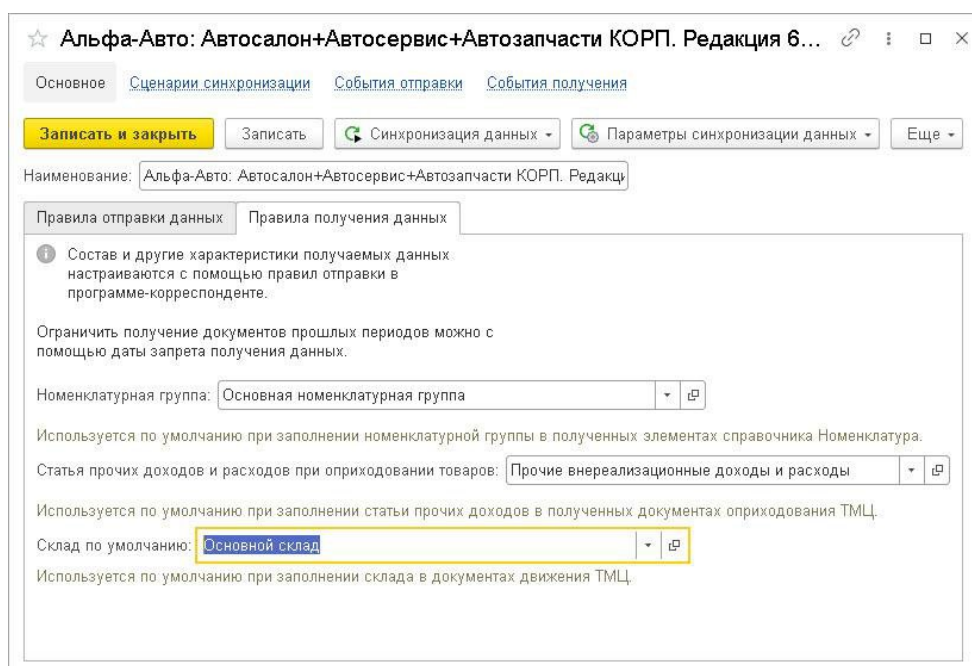 Альфа-Авто: Автосалон+Автосервис+Автозапчасти КОРП. Редакция 6...
Основное Сценарии синхронизации События отправки События получения
Записать и закрыть Записать Синхронизация данных Параметры синхронизации данных Еще
Наименование: Альфа-Авто: Автосалон+Автосервис+Автозапчасти КОРП. Редакци
Правила отправки данных Правила получения данных
Состав и другие характеристики получаемых данных
настраиваются с помощью правил отправки в
программе-корреспонденте.
Ограничить получение документов прошлых периодов можно с
помощью даты запрета получения данных.
Номенклатурная группа: Основная номенклатурная группа
Используется по умолчанию при заполнении номенклатурной группы в полученных элементах справочника Номенклатура.
Статья прочих доходов и расходов при оприходовании товаров: Прочие внереализационные доходы и расходы
Используется по умолчанию при заполнении статьи прочих доходов в полученных документах оприходования ТМЦ.
Склад по умолчанию: Основной склад
Используется по умолчанию при заполнении склада в документах движения ТМЦ.